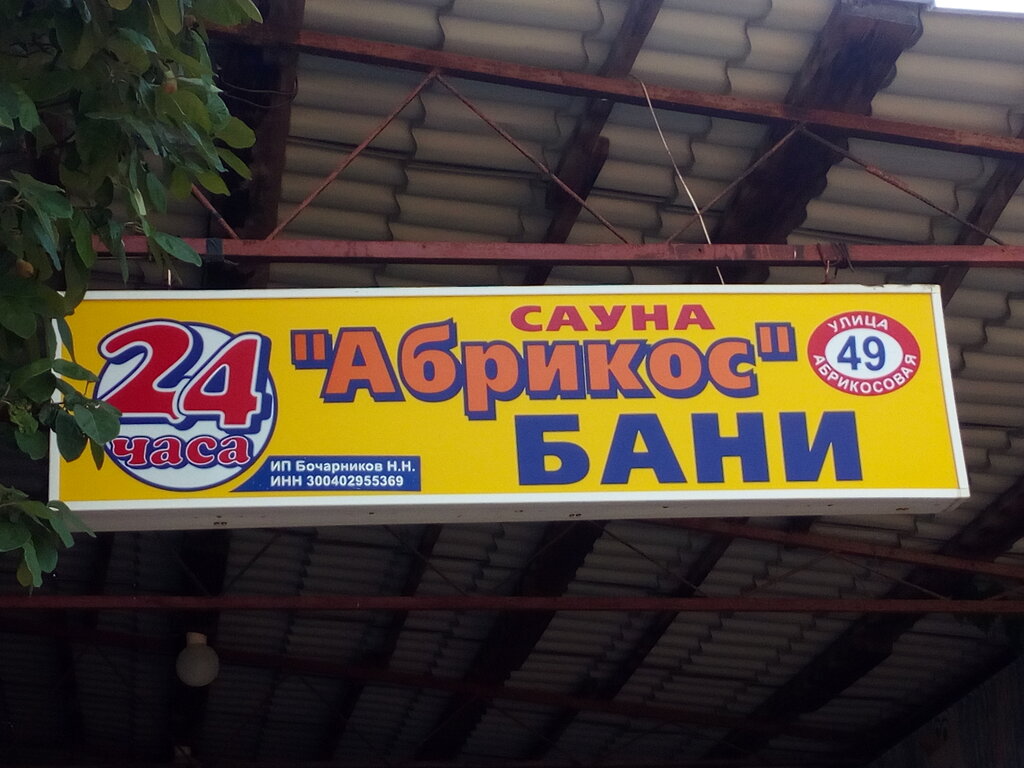 24
часа
САУНА
"Абрикос"
БАНИ
ИП Бочарников Н.Н.
ИНН 300402955369
УЛИЦА
49
АБРИКОСОВАЯ